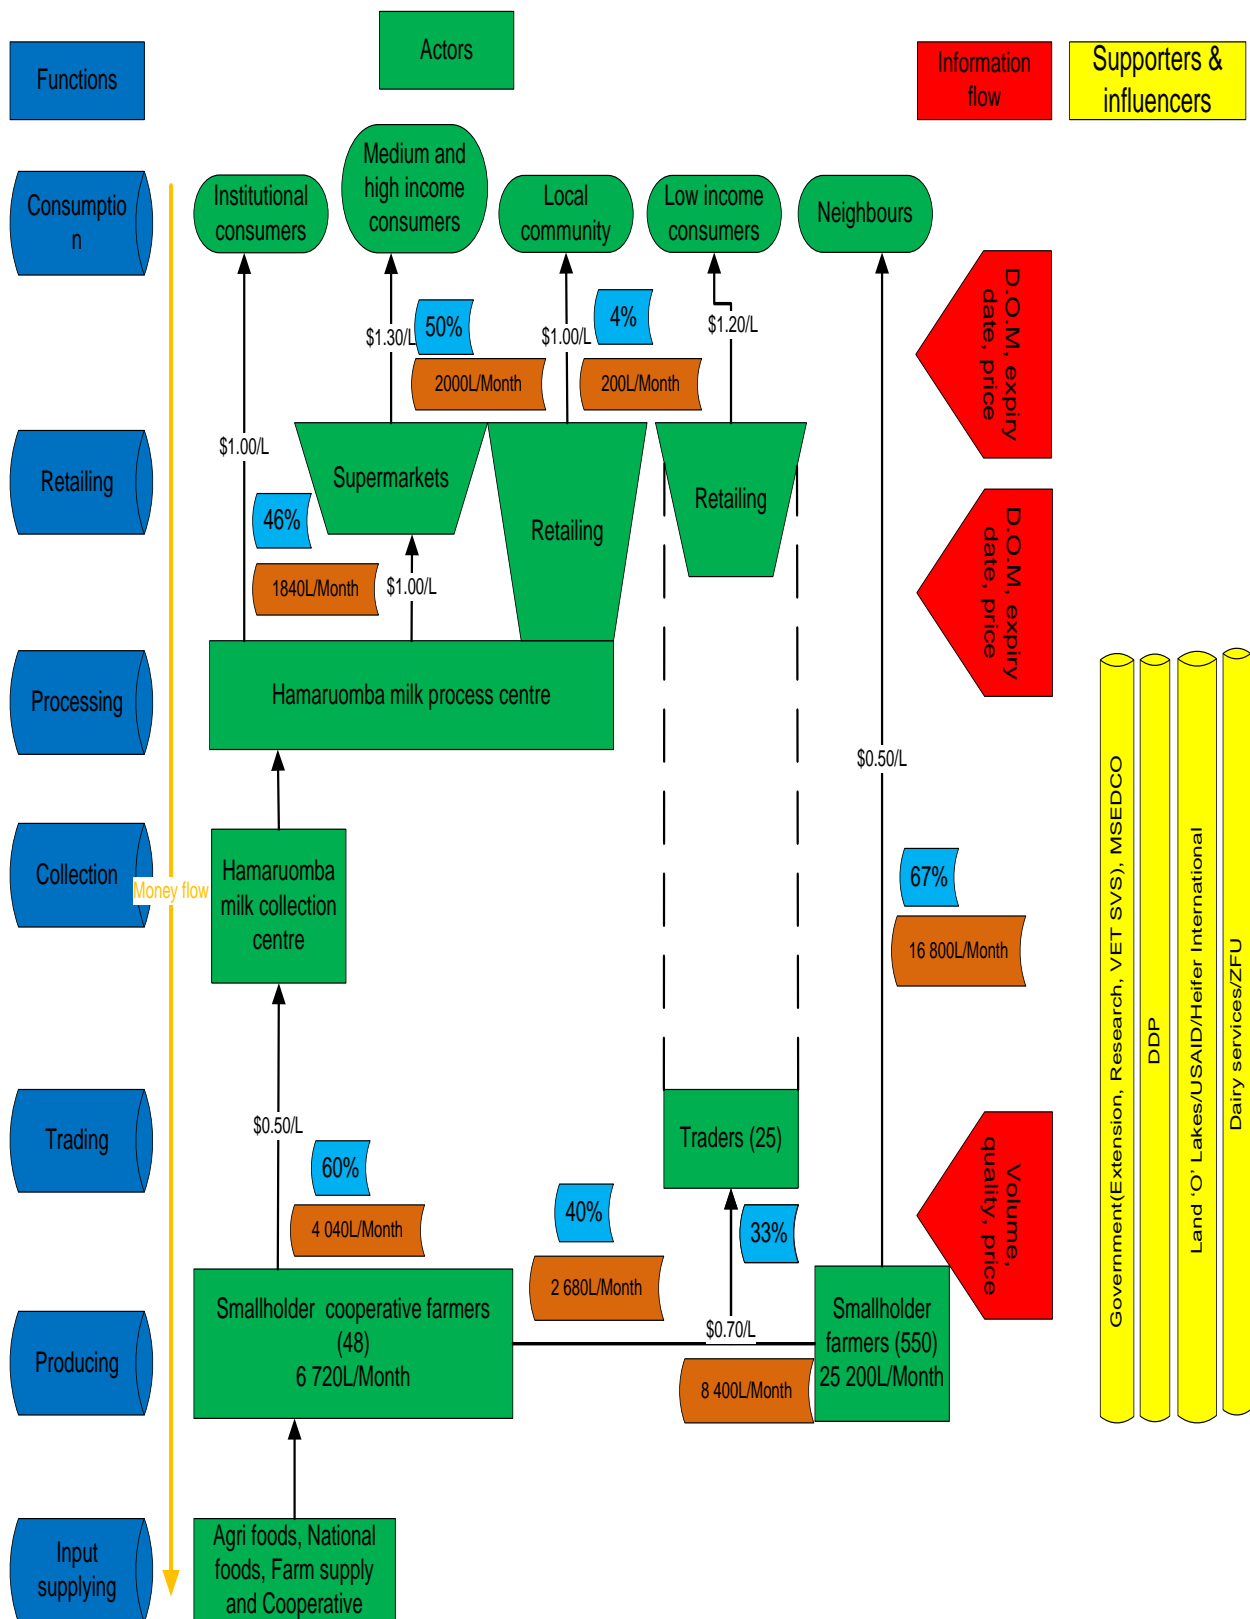 Functions
Actors
Information
flow
Supporters &
influencers
Consumptio
n
Institutional
consumers
Medium and
high income
consumers
Local
community
Low income
consumers
Neighbours
$1.30/L
50%
2000L/Month
$1.00/L
4%
200L/Month
$1.20/L
D.O.M, expiry
date, price
Retailing
$1.00/L
Supermarkets
Retailing
Retailing
46%
1840L/Month
$1.00/L
D.O.M, expiry
date, price
Processing
Hamaruomba milk process centre
$0.50/L
Collection
Money flow
Hamaruomba
milk collection
centre
67%
16 800L/Month
Government(Extension, Research, VET SVS), MSEDCO
DDP
Land 'O' Lakes/USAID/Heifer International
Dairy services/ZFU
Trading
$0.50/L
60%
4 040L/Month
Traders (25)
40%
2 680L/Month
33%
$0.70/L
8 400L/Month
Volume,
quality, price
Producing
Smallholder cooperative farmers
(48)
6 720L/Month
Smallholder
farmers (550)
25 200L/Month
Input
supplying
Agri foods, National
foods, Farm supply
and Cooperative